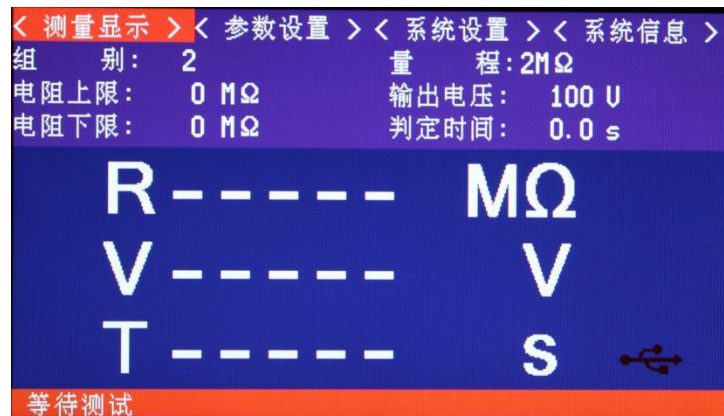 < 测量显示 > < 参数设置 > < 系统设置 > < 系统信息 >
组 别: 2 量 程:2MΩ
电阻上限: 0 MΩ 输出电压: 100 V
电阻下限: 0 MΩ 判定时间: 0.0 s
R ----- MΩ
V ----- V
T ----- s
等待测试